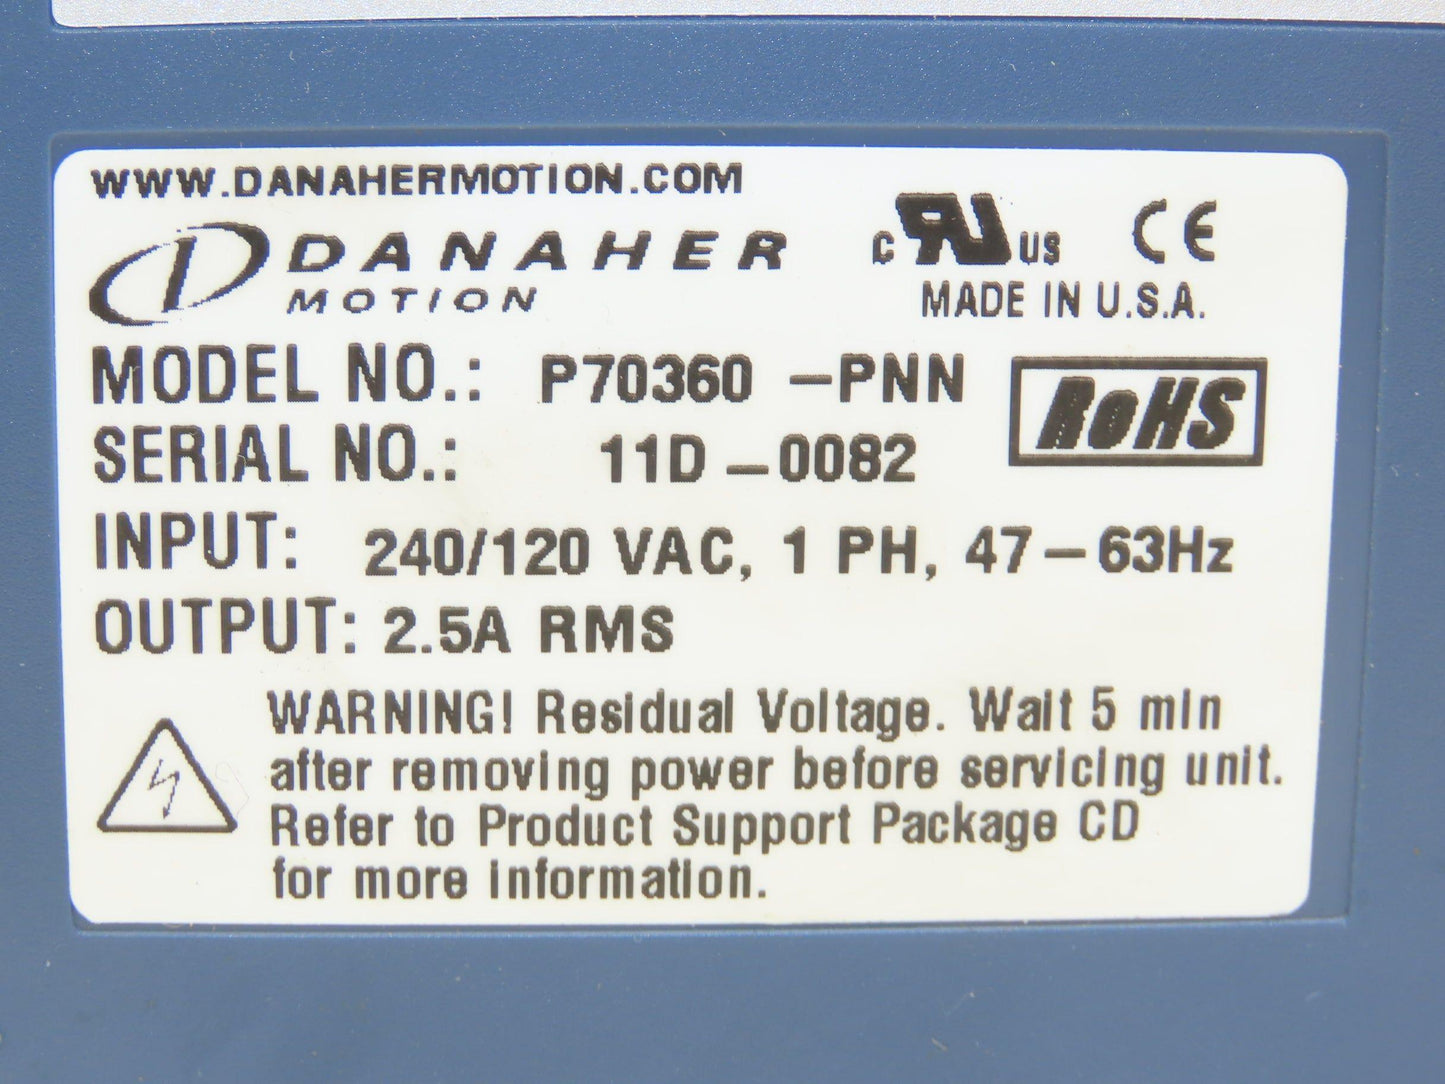 WWW.DANAHERMOTION.COM
DANAHER
MOTION
c RU US CE
MADE IN U.S.A.
MODEL NO.: P70360 -PNN
RoHS
SERIAL NO.: 11D -0082
INPUT: 240/120 VAC, 1 PH, 47-63Hz
OUTPUT: 2.5A RMS
WARNING! Residual Voltage. Wait 5 min
after removing power before servicing unit.
Refer to Product Support Package CD
for more information.